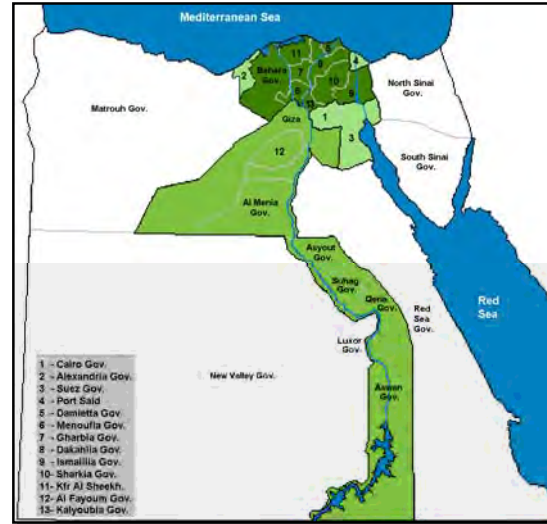 Mediterranean Sea
11
5
4
2
Behera
Gov.
7
8
10
6
9
13
North Sinai
Gov.
Matrouh Gov.
Giza
1
3
12
South Sinai
Gov.
Al Menia
Gov.
Asyout
Gov.
Suhag
Gov.
Qena
Gov.
Red
Sea
Gov.
Red
Sea
Luxor
Gov.
New Valley Gov.
Aswan
Gov.
1 - Cairo Gov.
2 - Alexandria Gov.
3 - Suez Gov.
4 - Port Said
5 - Damietta Gov.
6 - Menoufia Gov.
7 - Gharbia Gov.
8 - Dakahlia Gov.
9 - Ismaililia Gov.
10- Sharkia Gov.
11- Kfr Al Sheekh.
12- Al Fayoum Gov.
13- Kalyoubia Gov.